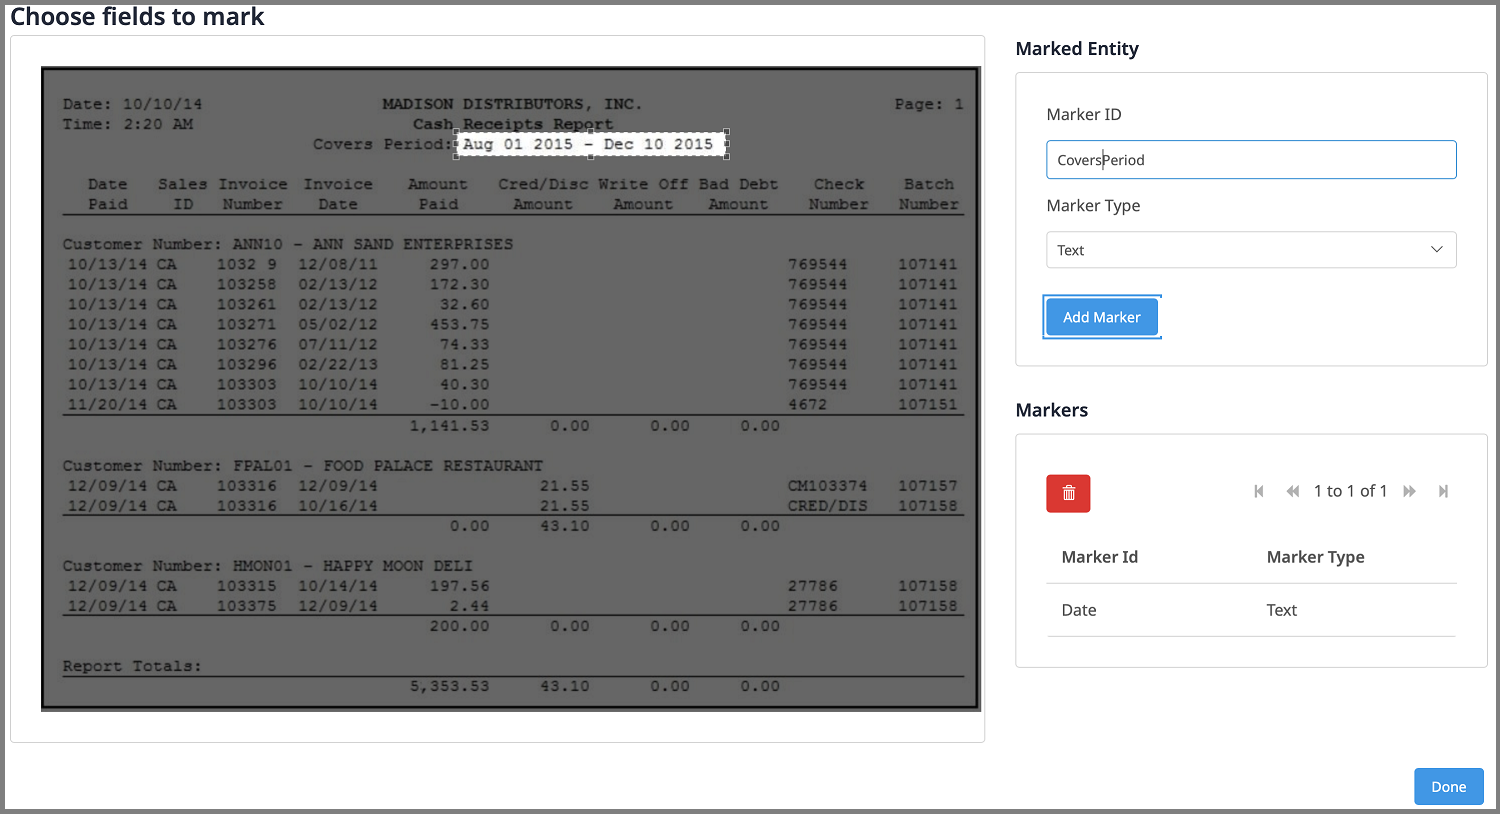 Choose fields to mark
Date: 10/10/14 MADISON DISTRIBUTORS, INC. Page: 1
Time: 2:20 AM Cash Receipts Report
Covers Period: Aug 01 2015 - Dec 10 2015
Date Sales Invoice Invoice Amount Cred/Disc Write Off Bad Debt Check Batch
Paid ID Number Date Paid Amount Amount Amount Number Number
Customer Number: ANN10 - ANN SAND ENTERPRISES
10/13/14 CA 1032 9 12/08/11 297.00 769544 107141
10/13/14 CA 103258 02/13/12 172.30 769544 107141
10/13/14 CA 103261 02/13/12 32.60 769544 107141
10/13/14 CA 103271 05/02/12 453.75 769544 107141
10/13/14 CA 103276 07/11/12 74.33 769544 107141
10/13/14 CA 103296 02/22/13 81.25 769544 107141
10/13/14 CA 103303 10/10/14 40.30 769544 107141
11/20/14 CA 103303 10/10/14 -10.00 4672 107151
1,141.53 0.00 0.00 0.00
Customer Number: FPAL01 - FOOD PALACE RESTAURANT
12/09/14 CA 103316 12/09/14 21.55 CM103374 107157
12/09/14 CA 103316 10/16/14 21.55 CRED/DIS 107158
0.00 43.10 0.00 0.00
Customer Number: HMON01 - HAPPY MOON DELI
12/09/14 CA 103315 10/14/14 197.56 27786 107158
12/09/14 CA 103375 12/09/14 2.44 27786 107158
200.00 0.00 0.00 0.00
Report Totals:
5,353.53 43.10 0.00 0.00
Marked Entity
Marker ID
CoversPeriod
Marker Type
Text
Add Marker
Markers
1 to 1 of 1
Marker Id Marker Type
Date Text
Done